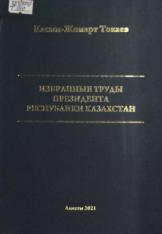 Касым-Жомарт Токаев
ИЗБРАННЫЕ ТРУДЫ
ПРЕЗИДЕНТА
РЕСПУБЛИКИ КАЗАХСТАН
Алматы 2021